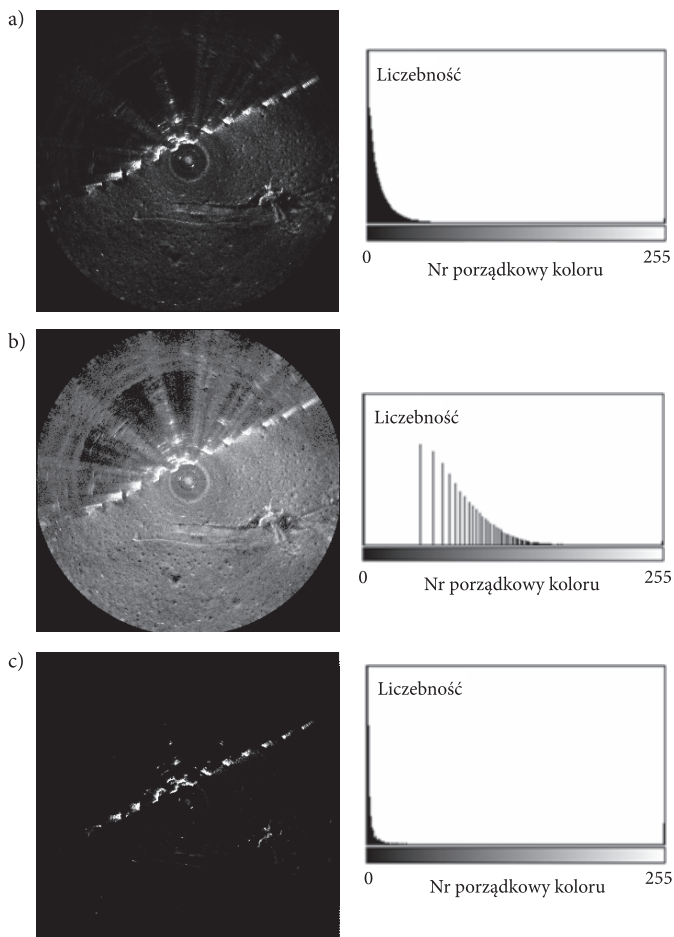 a)
Liczebność
0
255
Nr porządkowy koloru
b)
Liczebność
0
255
Nr porządkowy koloru
c)
Liczebność
0
255
Nr porządkowy koloru